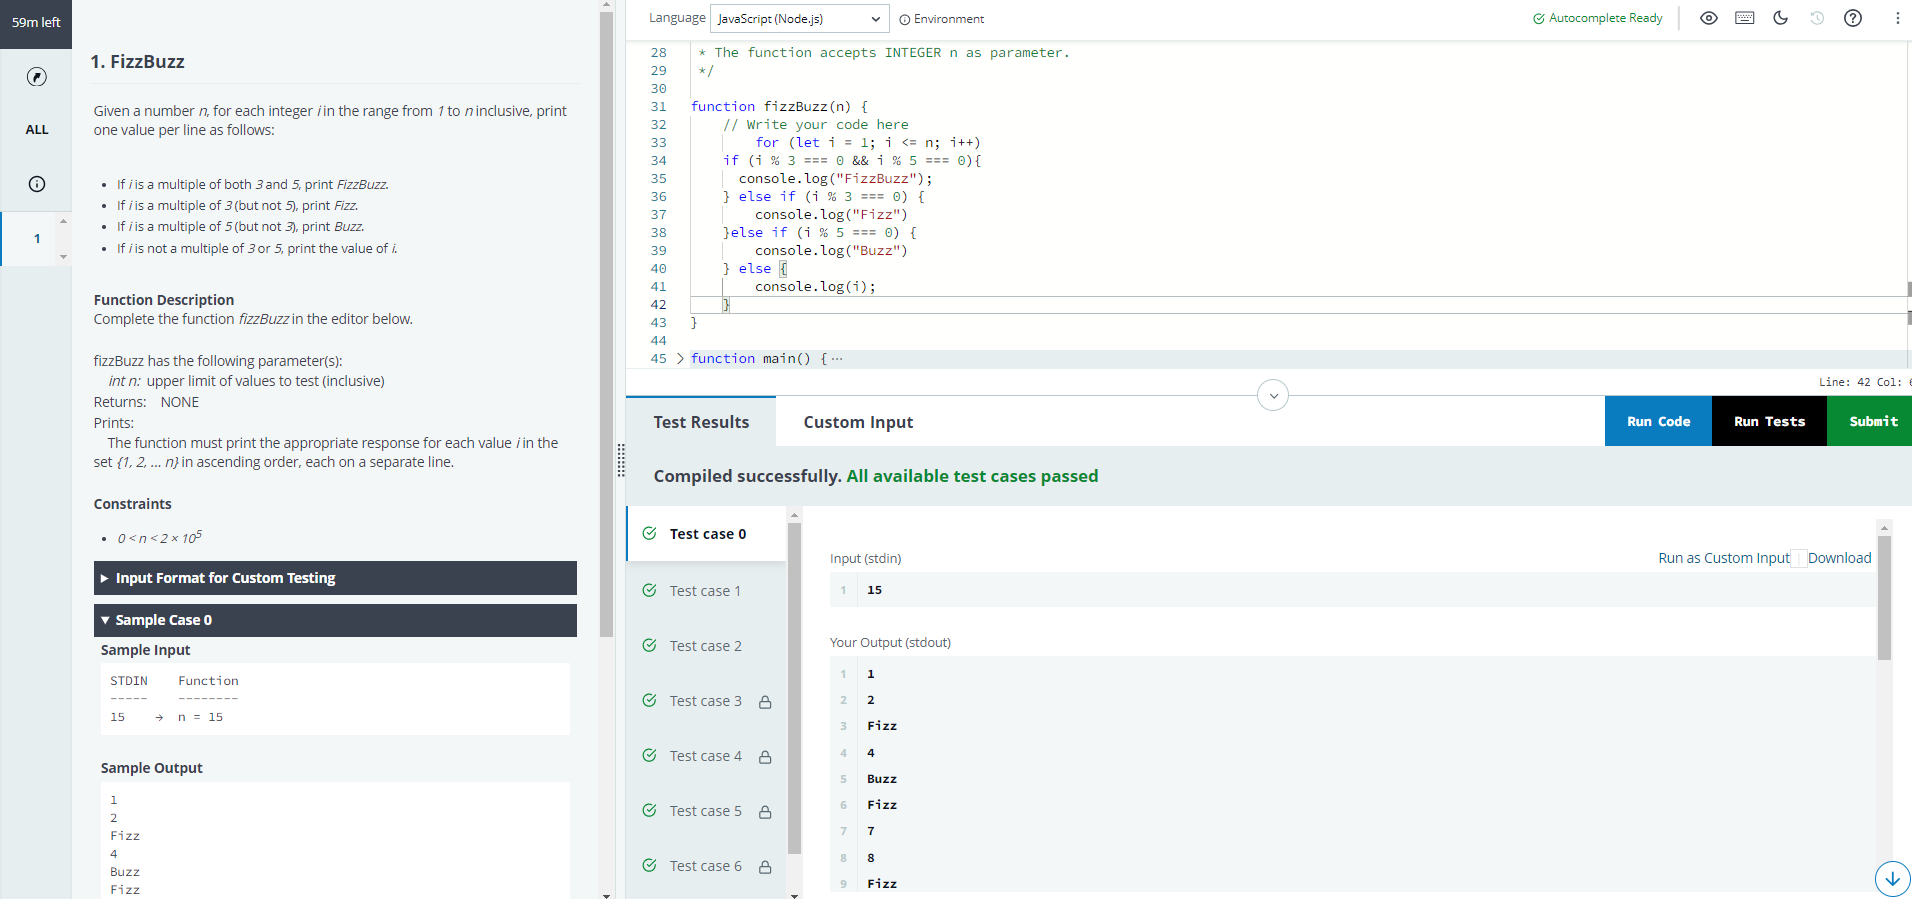 59m left
ALL
1
1. FizzBuzz
Given a number n, for each integer i in the range from 1 to n inclusive, print
one value per line as follows:
• If i is a multiple of both 3 and 5, print FizzBuzz.
• If i is a multiple of 3 (but not 5), print Fizz.
• If i is a multiple of 5 (but not 3), print Buzz.
• If i is not a multiple of 3 or 5, print the value of i.
Function Description
Complete the function fizzBuzz in the editor below.
fizzBuzz has the following parameter(s):
int n: upper limit of values to test (inclusive)
Returns: NONE
Prints:
The function must print the appropriate response for each value i in the
set {1, 2, ... n} in ascending order, each on a separate line.
Constraints
• 0 < n < 2 × 10⁵
Input Format for Custom Testing
Sample Case 0
Sample Input
STDIN Function
----- --------
15 → n = 15
Sample Output
1
2
Fizz
4
Buzz
Fizz
Language JavaScript (Node.js) Environment Autocomplete Ready
28 * The function accepts INTEGER n as parameter.
29 */
30
31 function fizzBuzz(n) {
32 // Write your code here
33 for (let i = 1; i <= n; i++)
34 if (i % 3 === 0 && i % 5 === 0){
35 console.log("FizzBuzz");
36 } else if (i % 3 === 0) {
37 console.log("Fizz")
38 }else if (i % 5 === 0) {
39 console.log("Buzz")
40 } else {
41 console.log(i);
42 }
43 }
44
45 function main() { ...
Line: 42 Col:
Test Results Custom Input Run Code Run Tests Submit
Compiled successfully. All available test cases passed
Test case 0
Test case 1
Test case 2
Test case 3
Test case 4
Test case 5
Test case 6
Input (stdin) Run as Custom Input Download
1 15
Your Output (stdout)
1 1
2 2
3 Fizz
4 4
5 Buzz
6 Fizz
7 7
8 8
9 Fizz